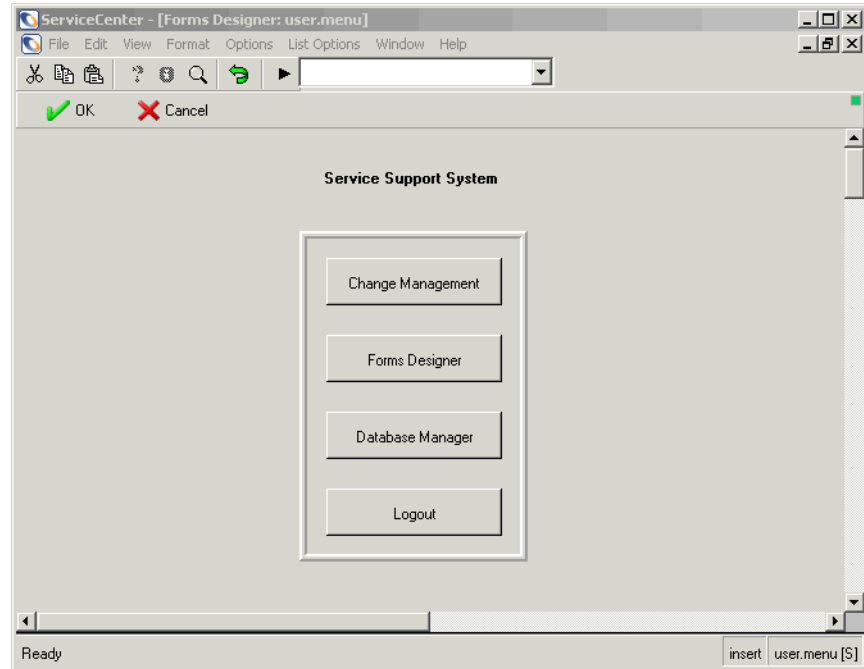 ServiceCenter - [Forms Designer: user.menu]
File Edit View Format Options List Options Window Help
OK Cancel
Service Support System
Change Management
Forms Designer
Database Manager
Logout
Ready insert user.menu [S]